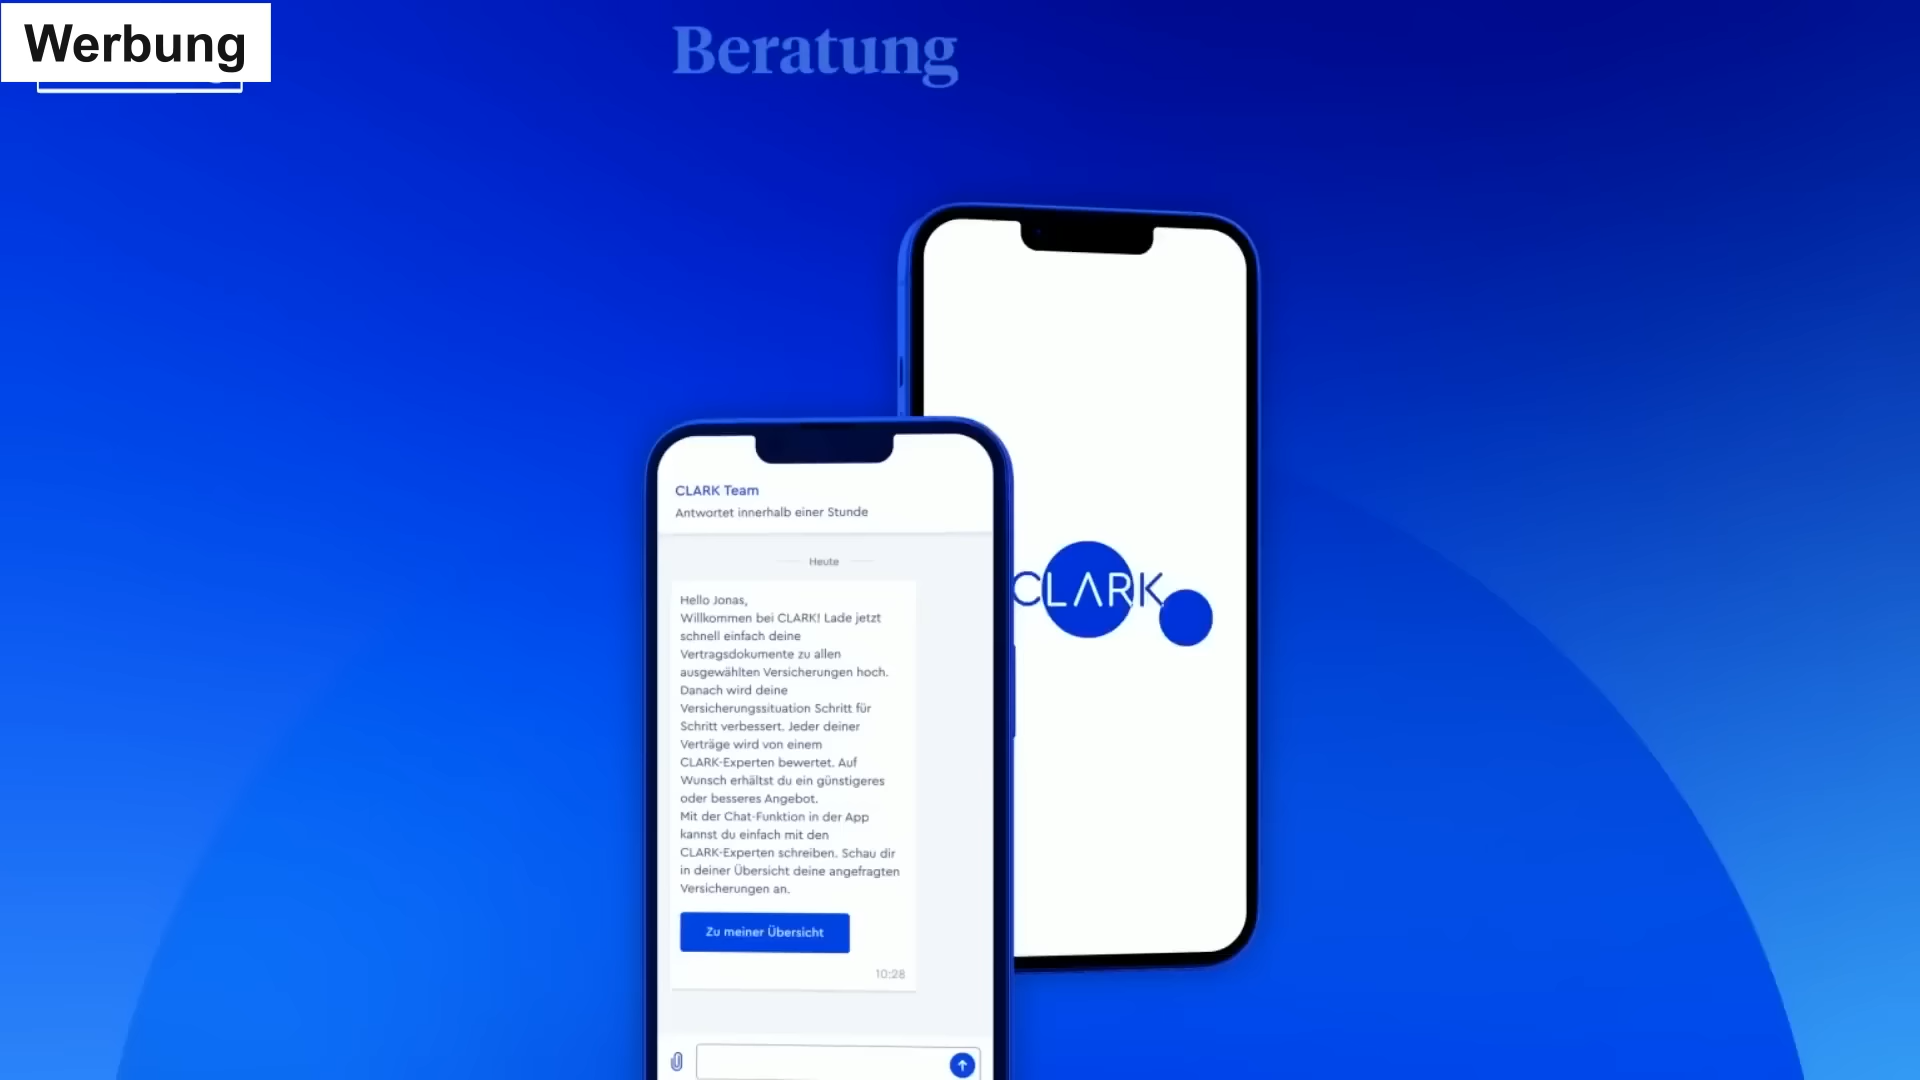 Werbung
Beratung
CLARK Team
Antwortet innerhalb einer Stunde
Heute
Hello Jonas,
Willkommen bei CLARK! Lade jetzt
schnell einfach deine
Vertragsdokumente zu allen
ausgewählten Versicherungen hoch.
Danach wird deine
Versicherungssituation Schritt für
Schritt verbessert. Jeder deiner
Verträge wird von einem
CLARK-Experten bewertet. Auf
Wunsch erhältst du ein günstigeres
oder besseres Angebot.
Mit der Chat-Funktion in der App
kannst du einfach mit den
CLARK-Experten schreiben. Schau dir
in deiner Übersicht deine angefragten
Versicherungen an.
Zu meiner Übersicht
10:28
CLARK